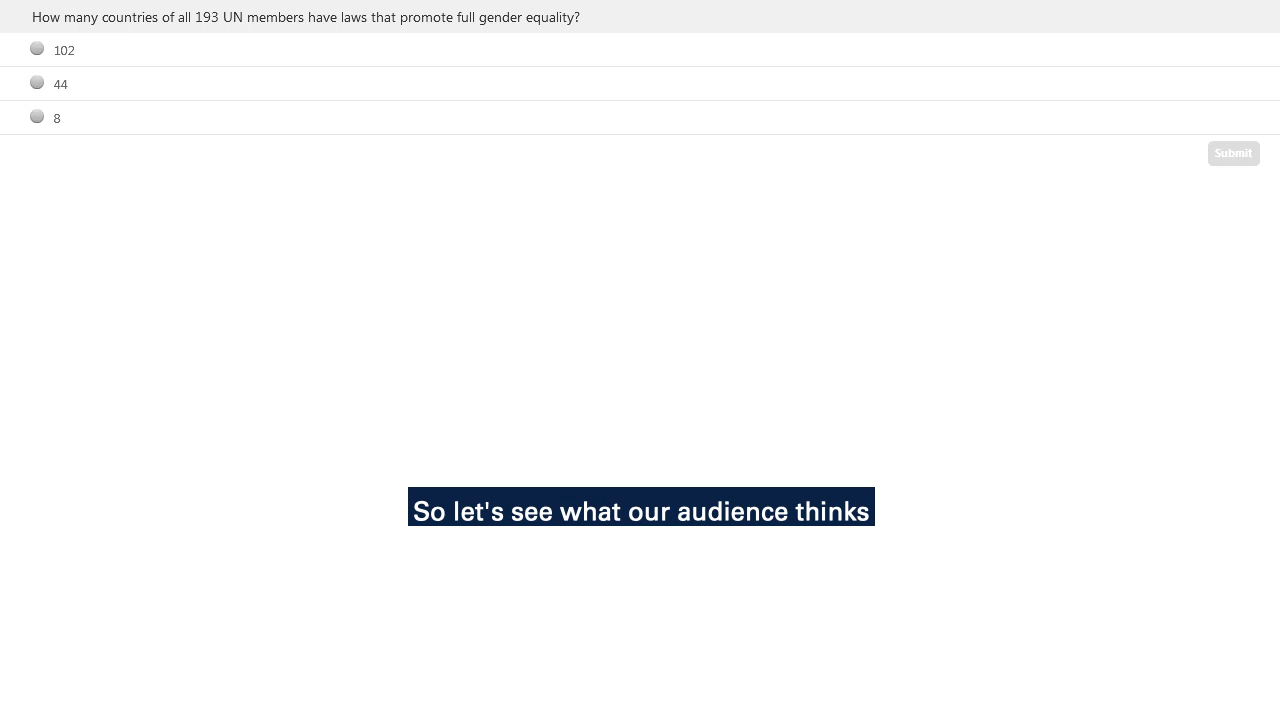 How many countries of all 193 UN members have laws that promote full gender equality?
102
44
8
Submit
So let's see what our audience thinks